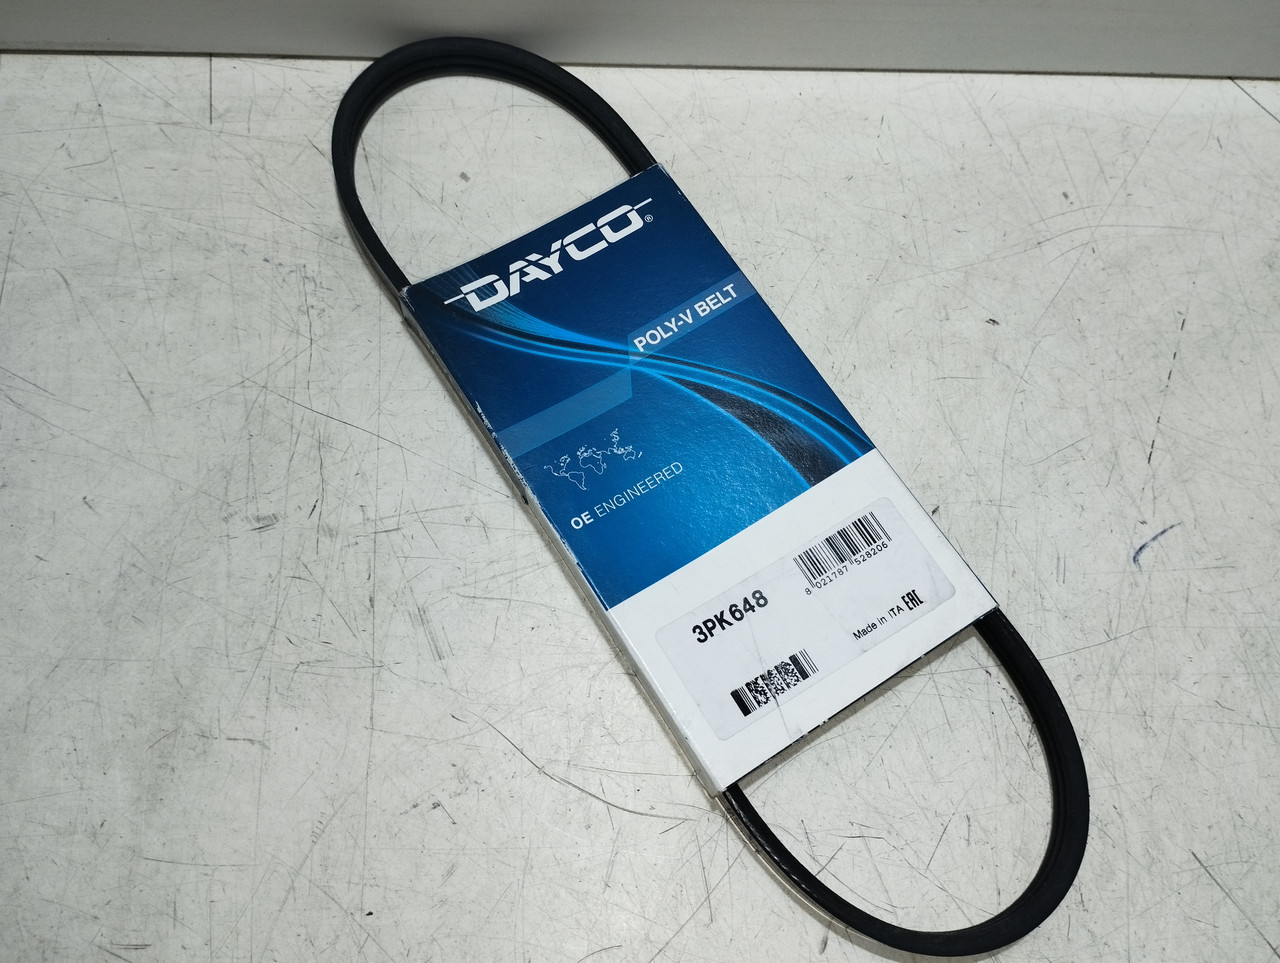 DAYCO®
POLY-V BELT
OE ENGINEERED
3PK648
8 021787 528206
Made in ITA EAC